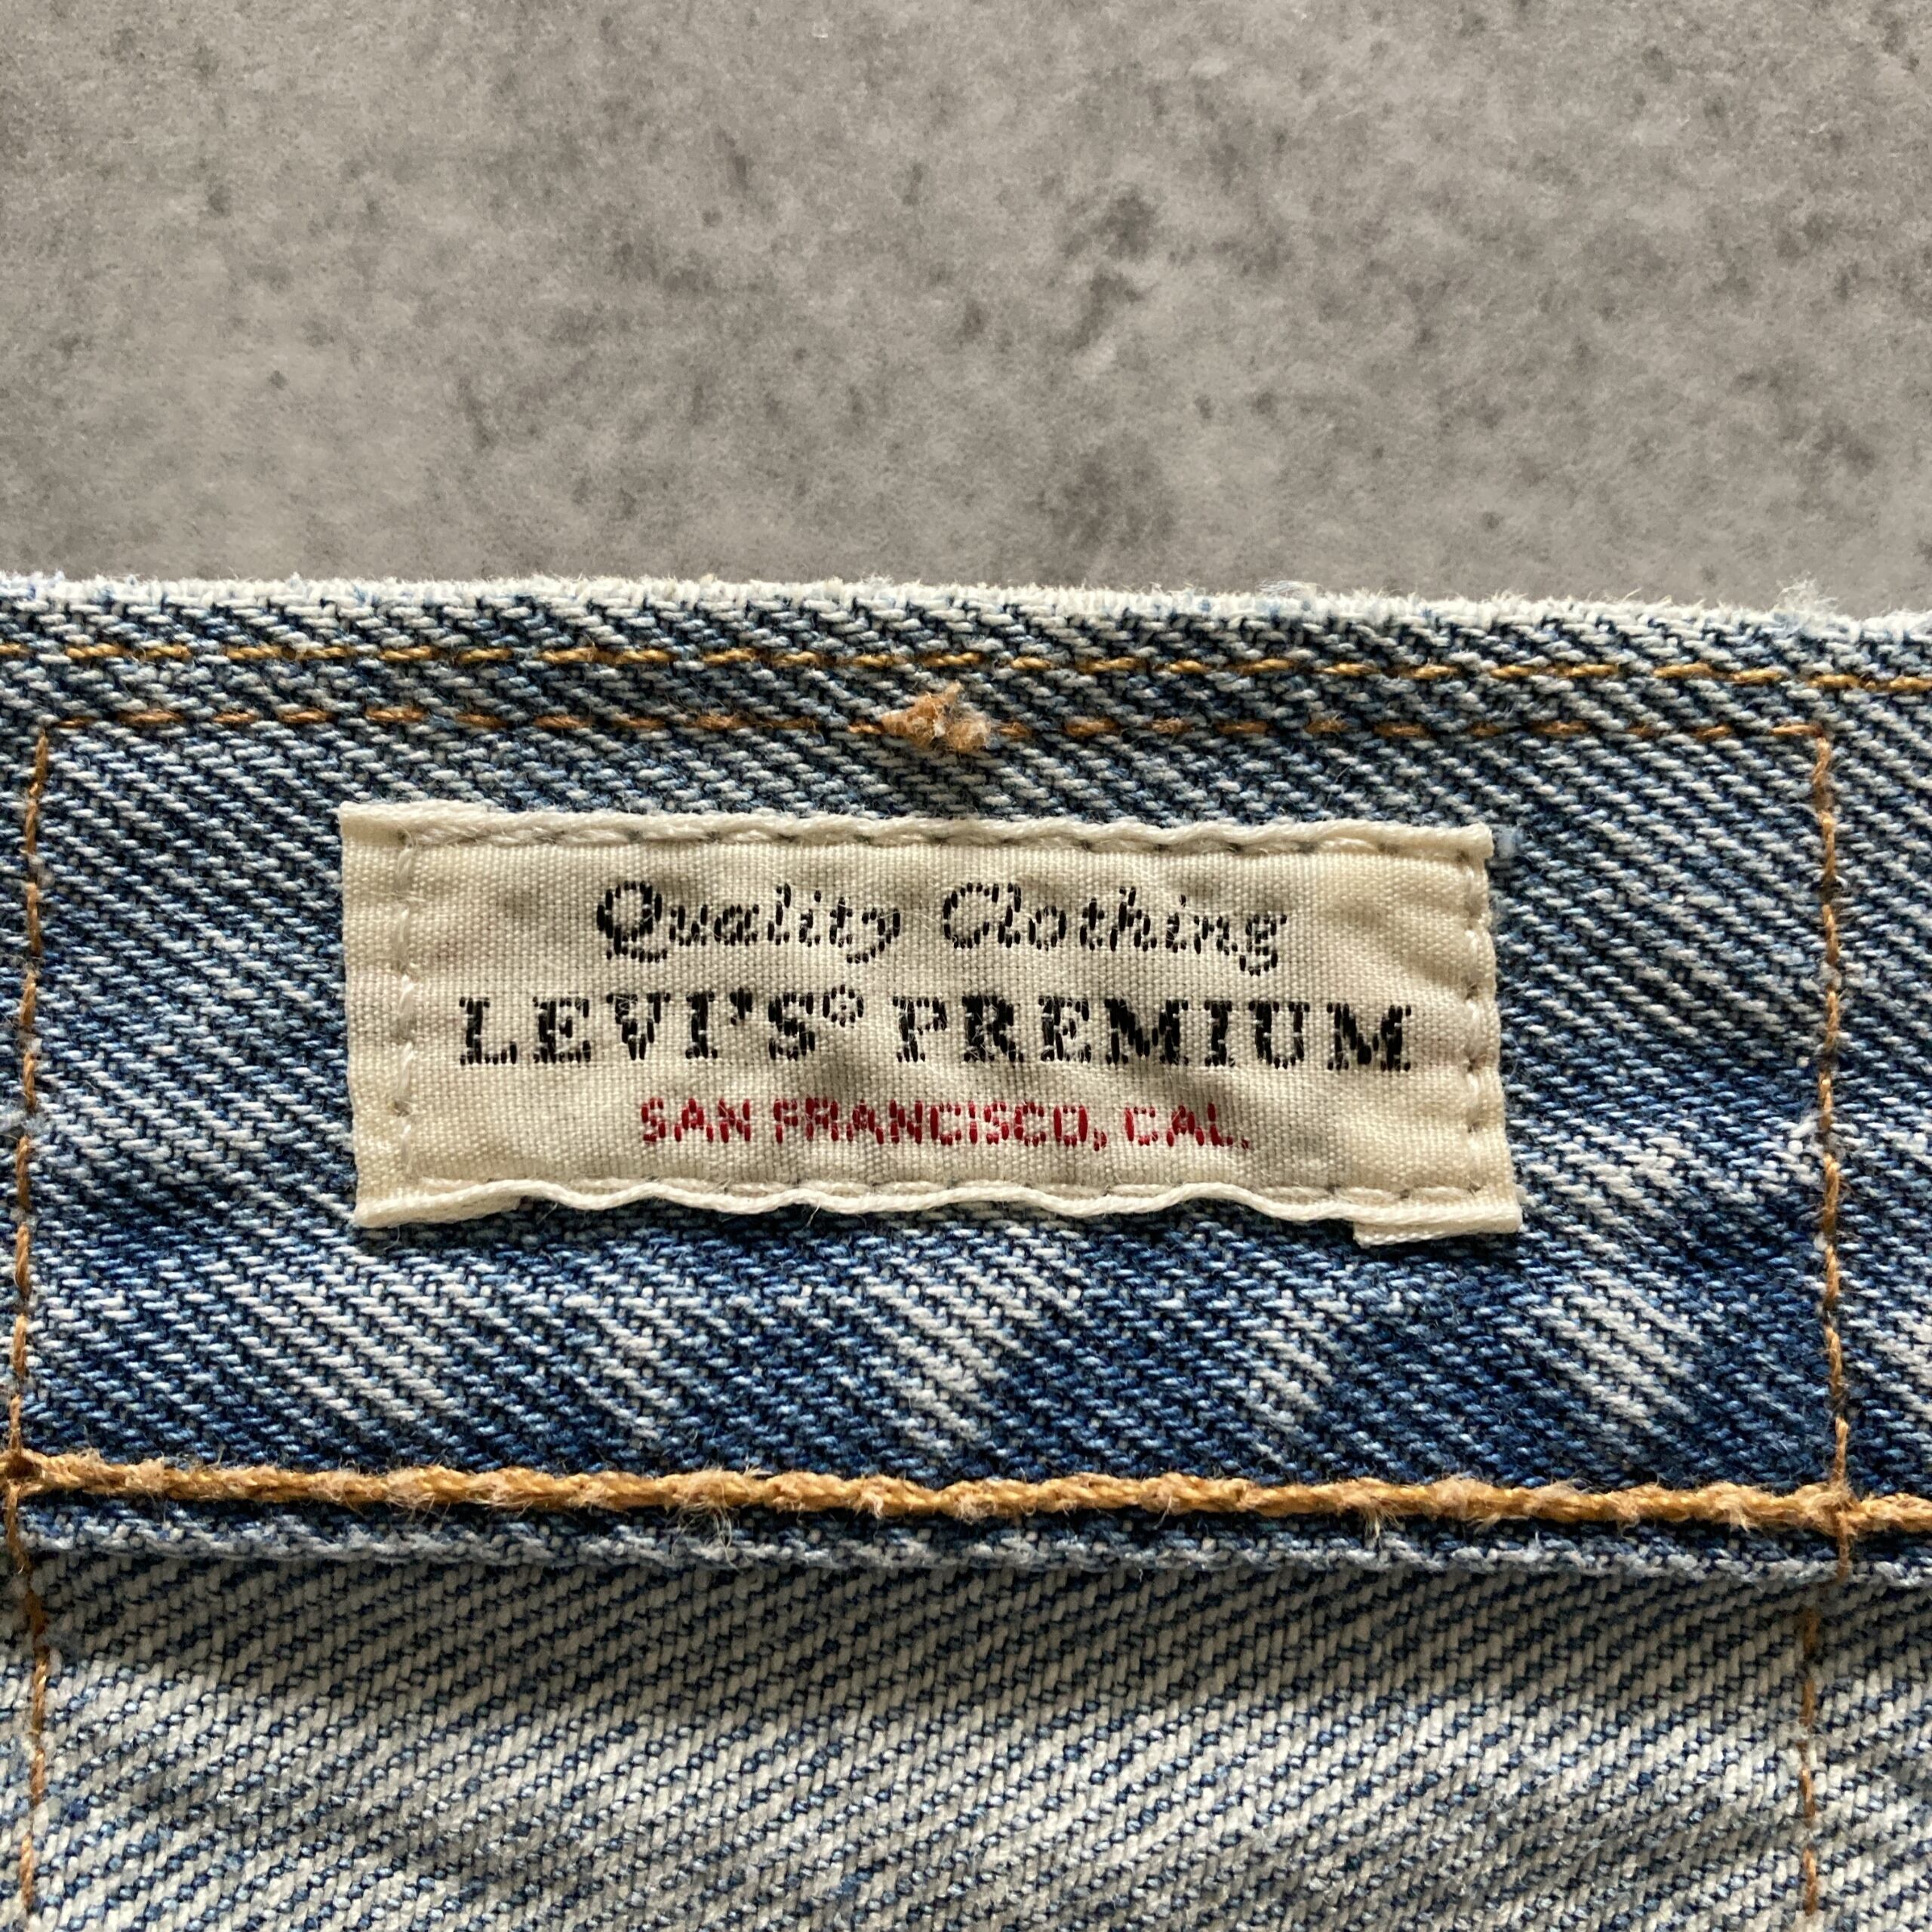 Quality Clothing
LEVI'S® PREMIUM
SAN FRANCISCO, CAL.